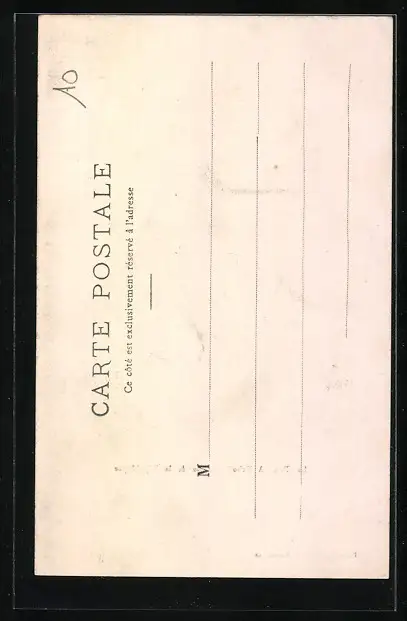 10
CARTE POSTALE
Ce côté est exclusivement réservé à l'adresse
M